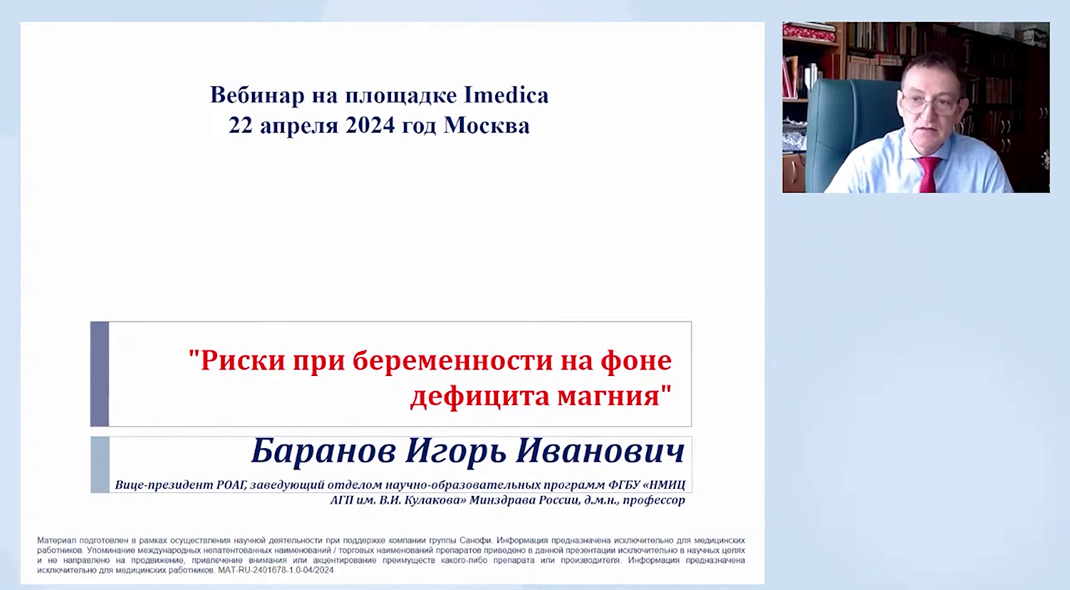 Вебинар на площадке Imedica
22 апреля 2024 год Москва
"Риски при беременности на фоне
дефицита магния"
Баранов Игорь Иванович
Вице-президент РОАГ, заведующий отделом научно-образовательных программ ФГБУ «НМИЦ
АГП им. В.И. Кулакова» Минздрава России, д.м.н., профессор
Материал подготовлен в рамках осуществления научной деятельности при поддержке компании группы Санофи. Информация предназначена исключительно для медицинских
работников. Упоминание международных непатентованных наименований / торговых наименований препаратов приведено в данной презентации исключительно в научных целях
и не направлено на продвижение, привлечение внимания или акцентирование преимуществ какого-либо препарата или производителя. Информация предназначена
исключительно для медицинских работников. MAT-RU-2401678-1.0-04/2024